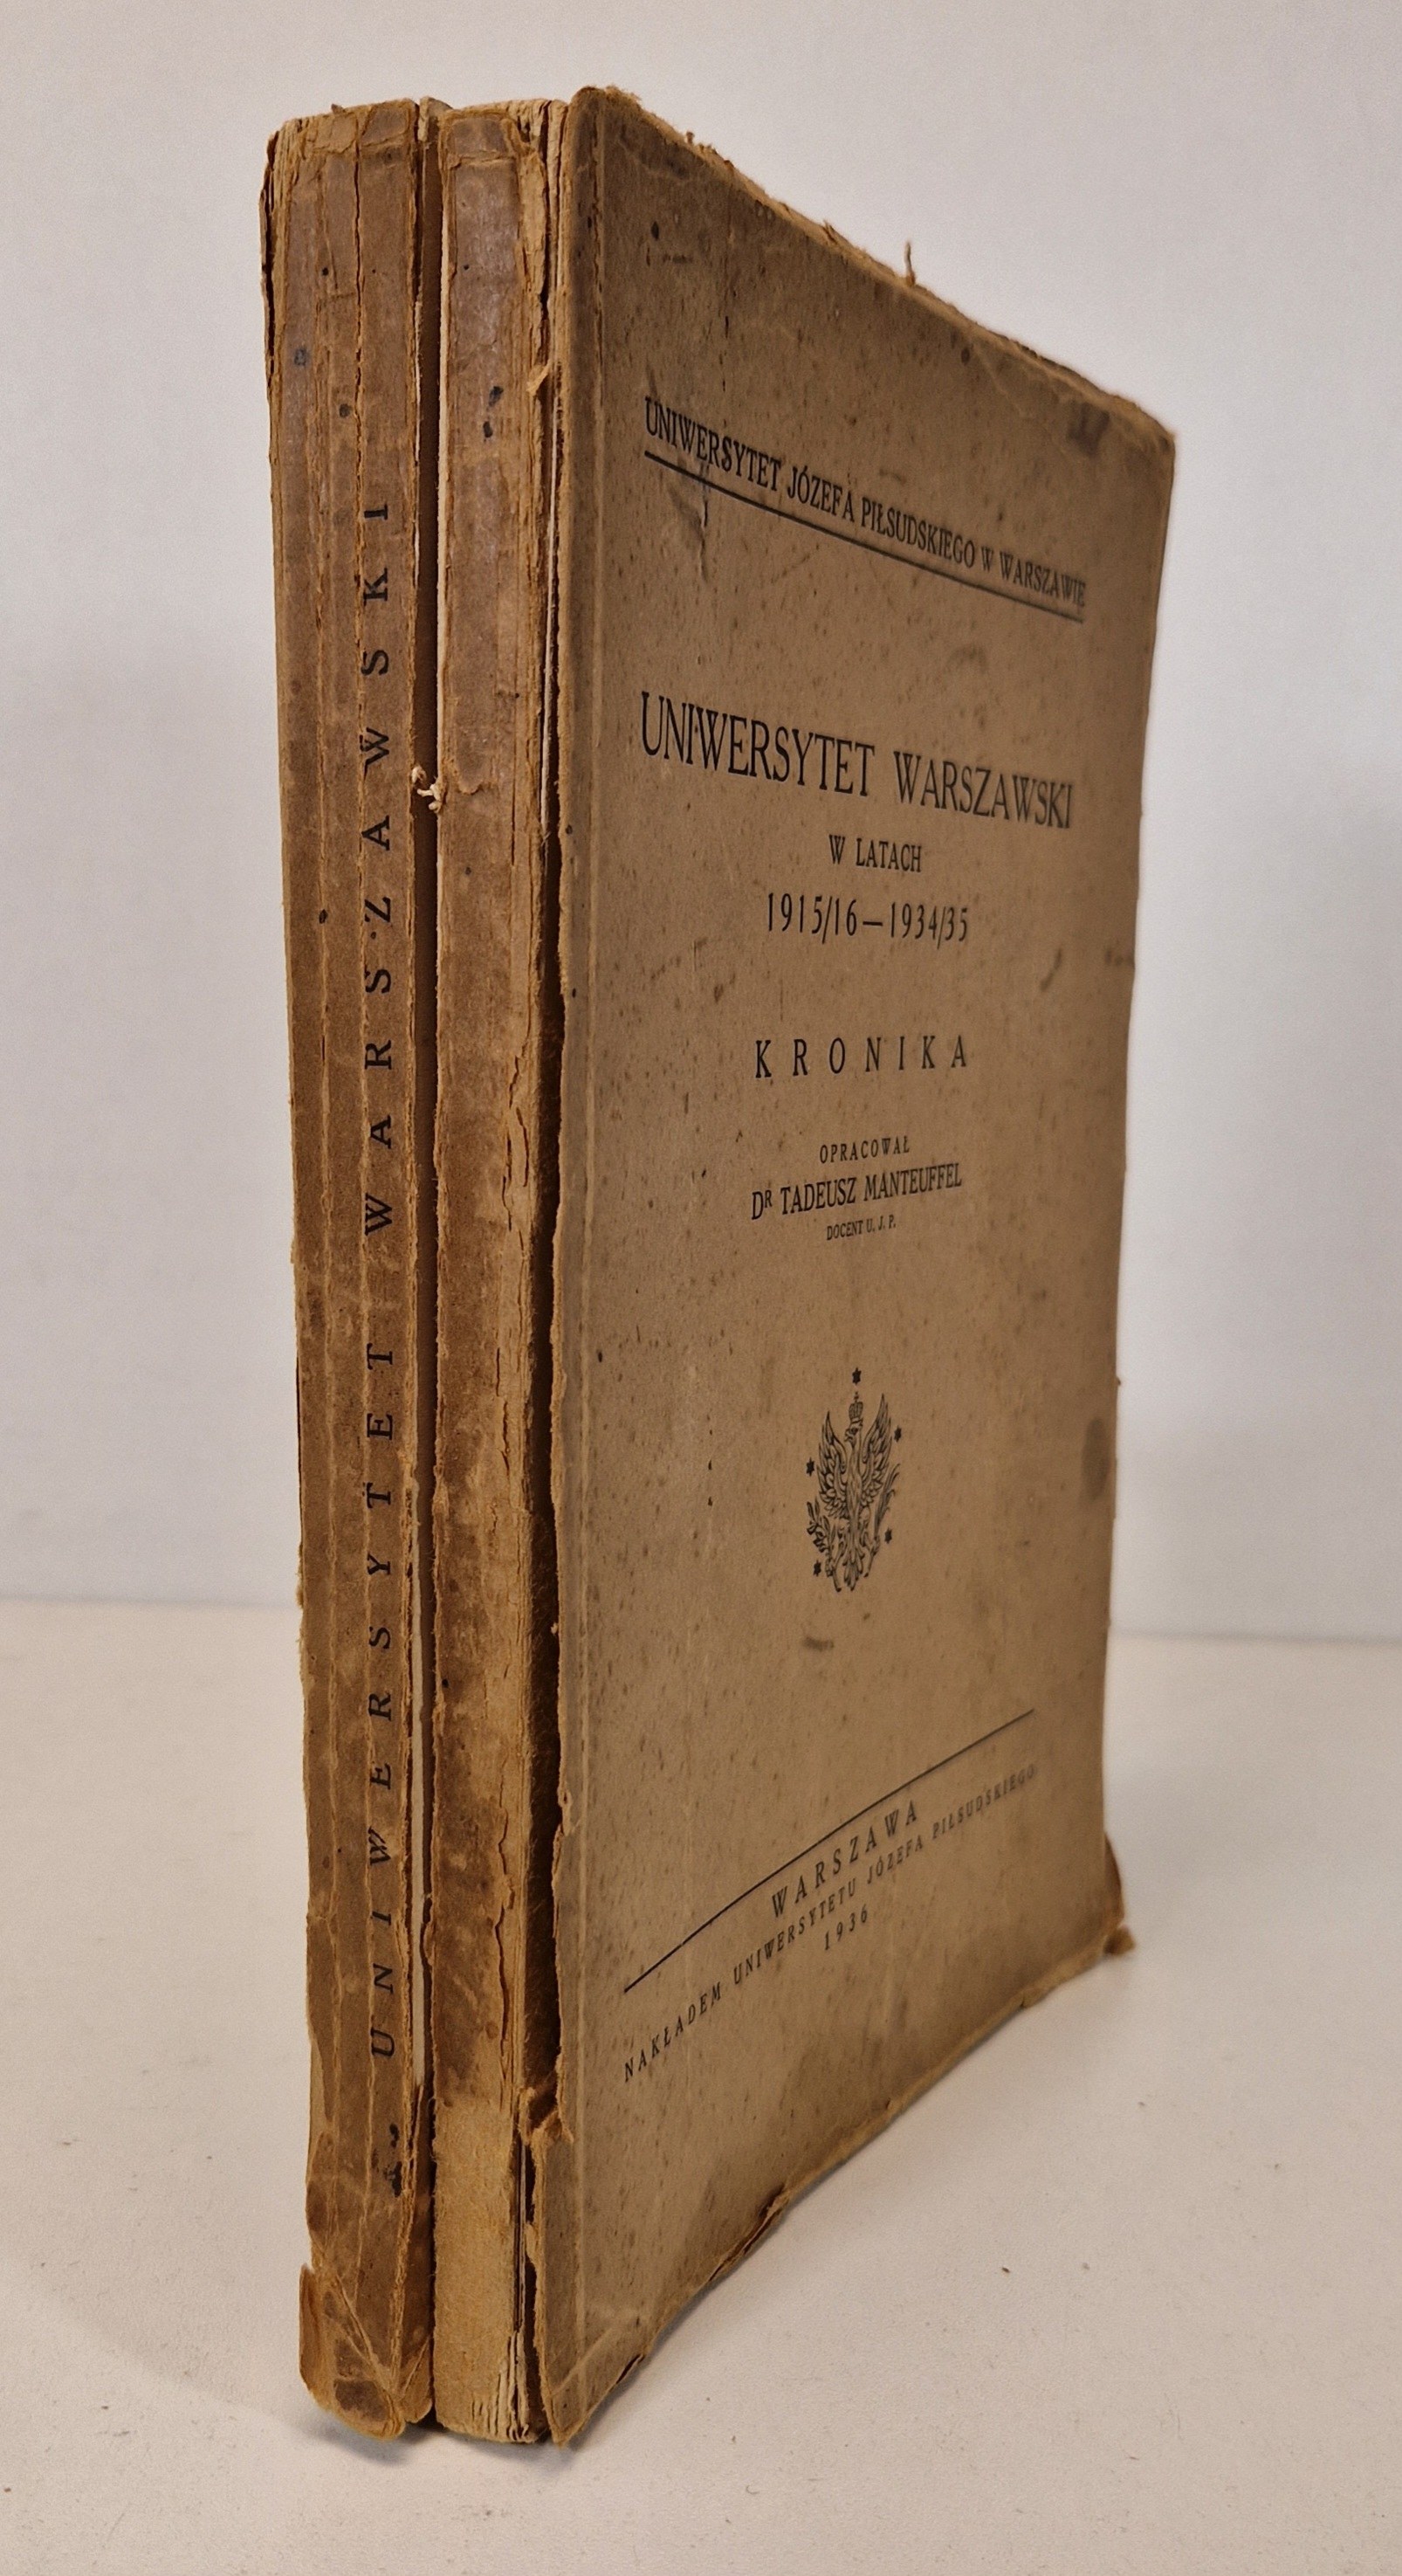 UNIWERSYTET WARSZAWSKI
UNIWERSYTET JÓZEFA PIŁSUDSKIEGO W WARSZAWIE
UNIWERSYTET WARSZAWSKI
W LATACH
1915/16—1934/35
KRONIKA
OPRACOWAŁ
DR TADEUSZ MANTEUFFEL
DOCENT U. J. P.
WARSZAWA
NAKŁADEM UNIWERSYTETU JÓZEFA PIŁSUDSKIEGO
1936